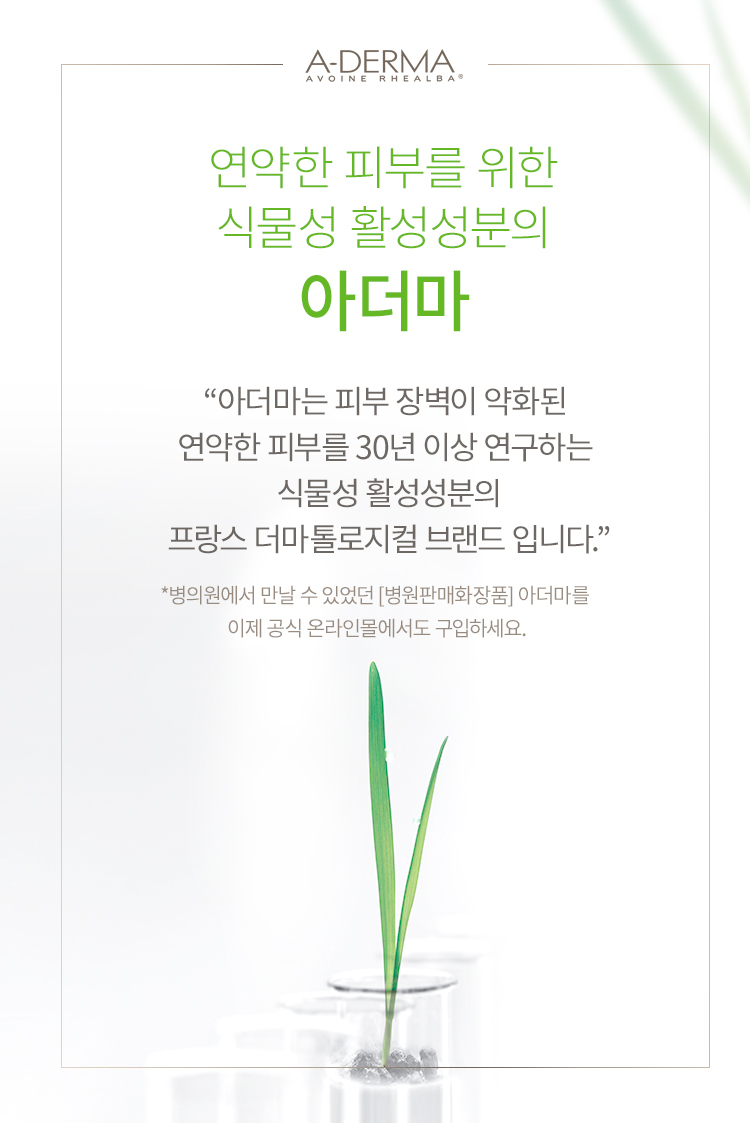 A-DERMA
AVOINE RHEALBA®
연약한 피부를 위한
식물성 활성성분의
아더마
“아더마는 피부 장벽이 약화된
연약한 피부를 30년 이상 연구하는
식물성 활성성분의
프랑스 더마톨로지컬 브랜드 입니다.”
*병의원에서 만날 수 있었던 [병원판매화장품] 아더마를
이제 공식 온라인몰에서도 구입하세요.